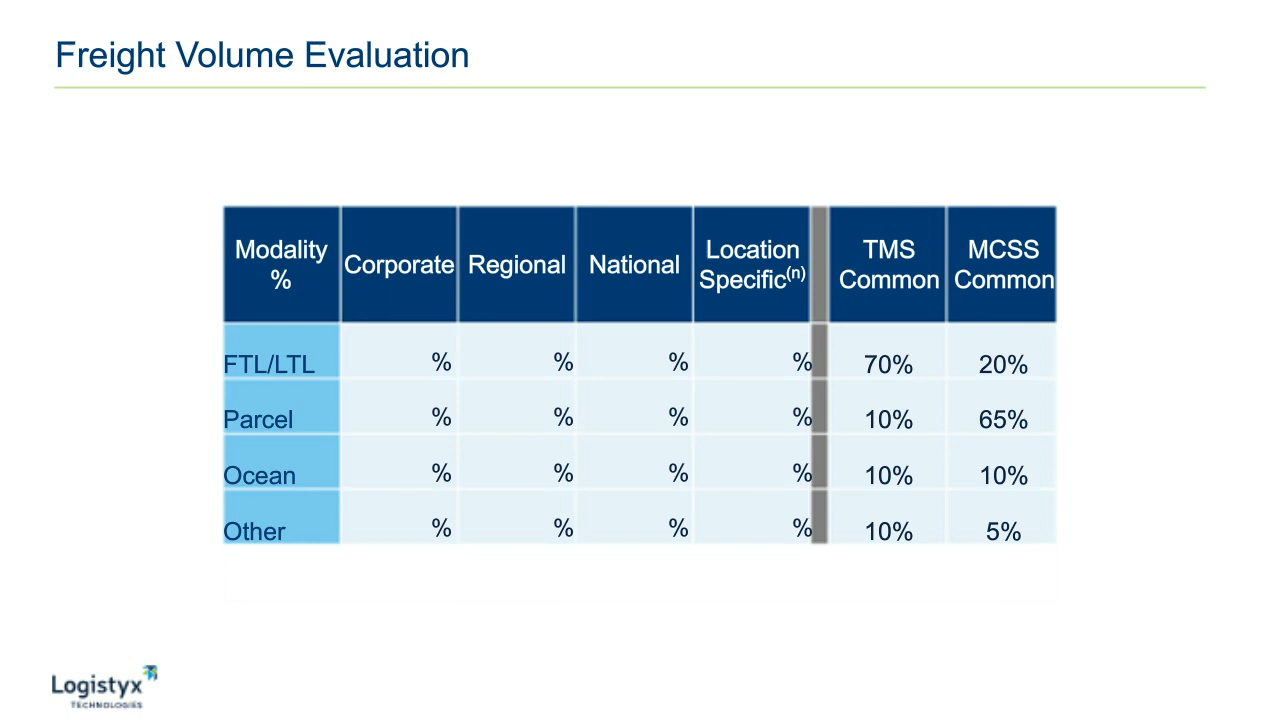 Freight Volume Evaluation
Modality
%
Corporate
Regional
National
Location
Specific(n)
TMS
Common
MCSS
Common
FTL/LTL % % % % 70% 20%
Parcel % % % % 10% 65%
Ocean % % % % 10% 10%
Other % % % % 10% 5%
Logistyx
TECHNOLOGIES